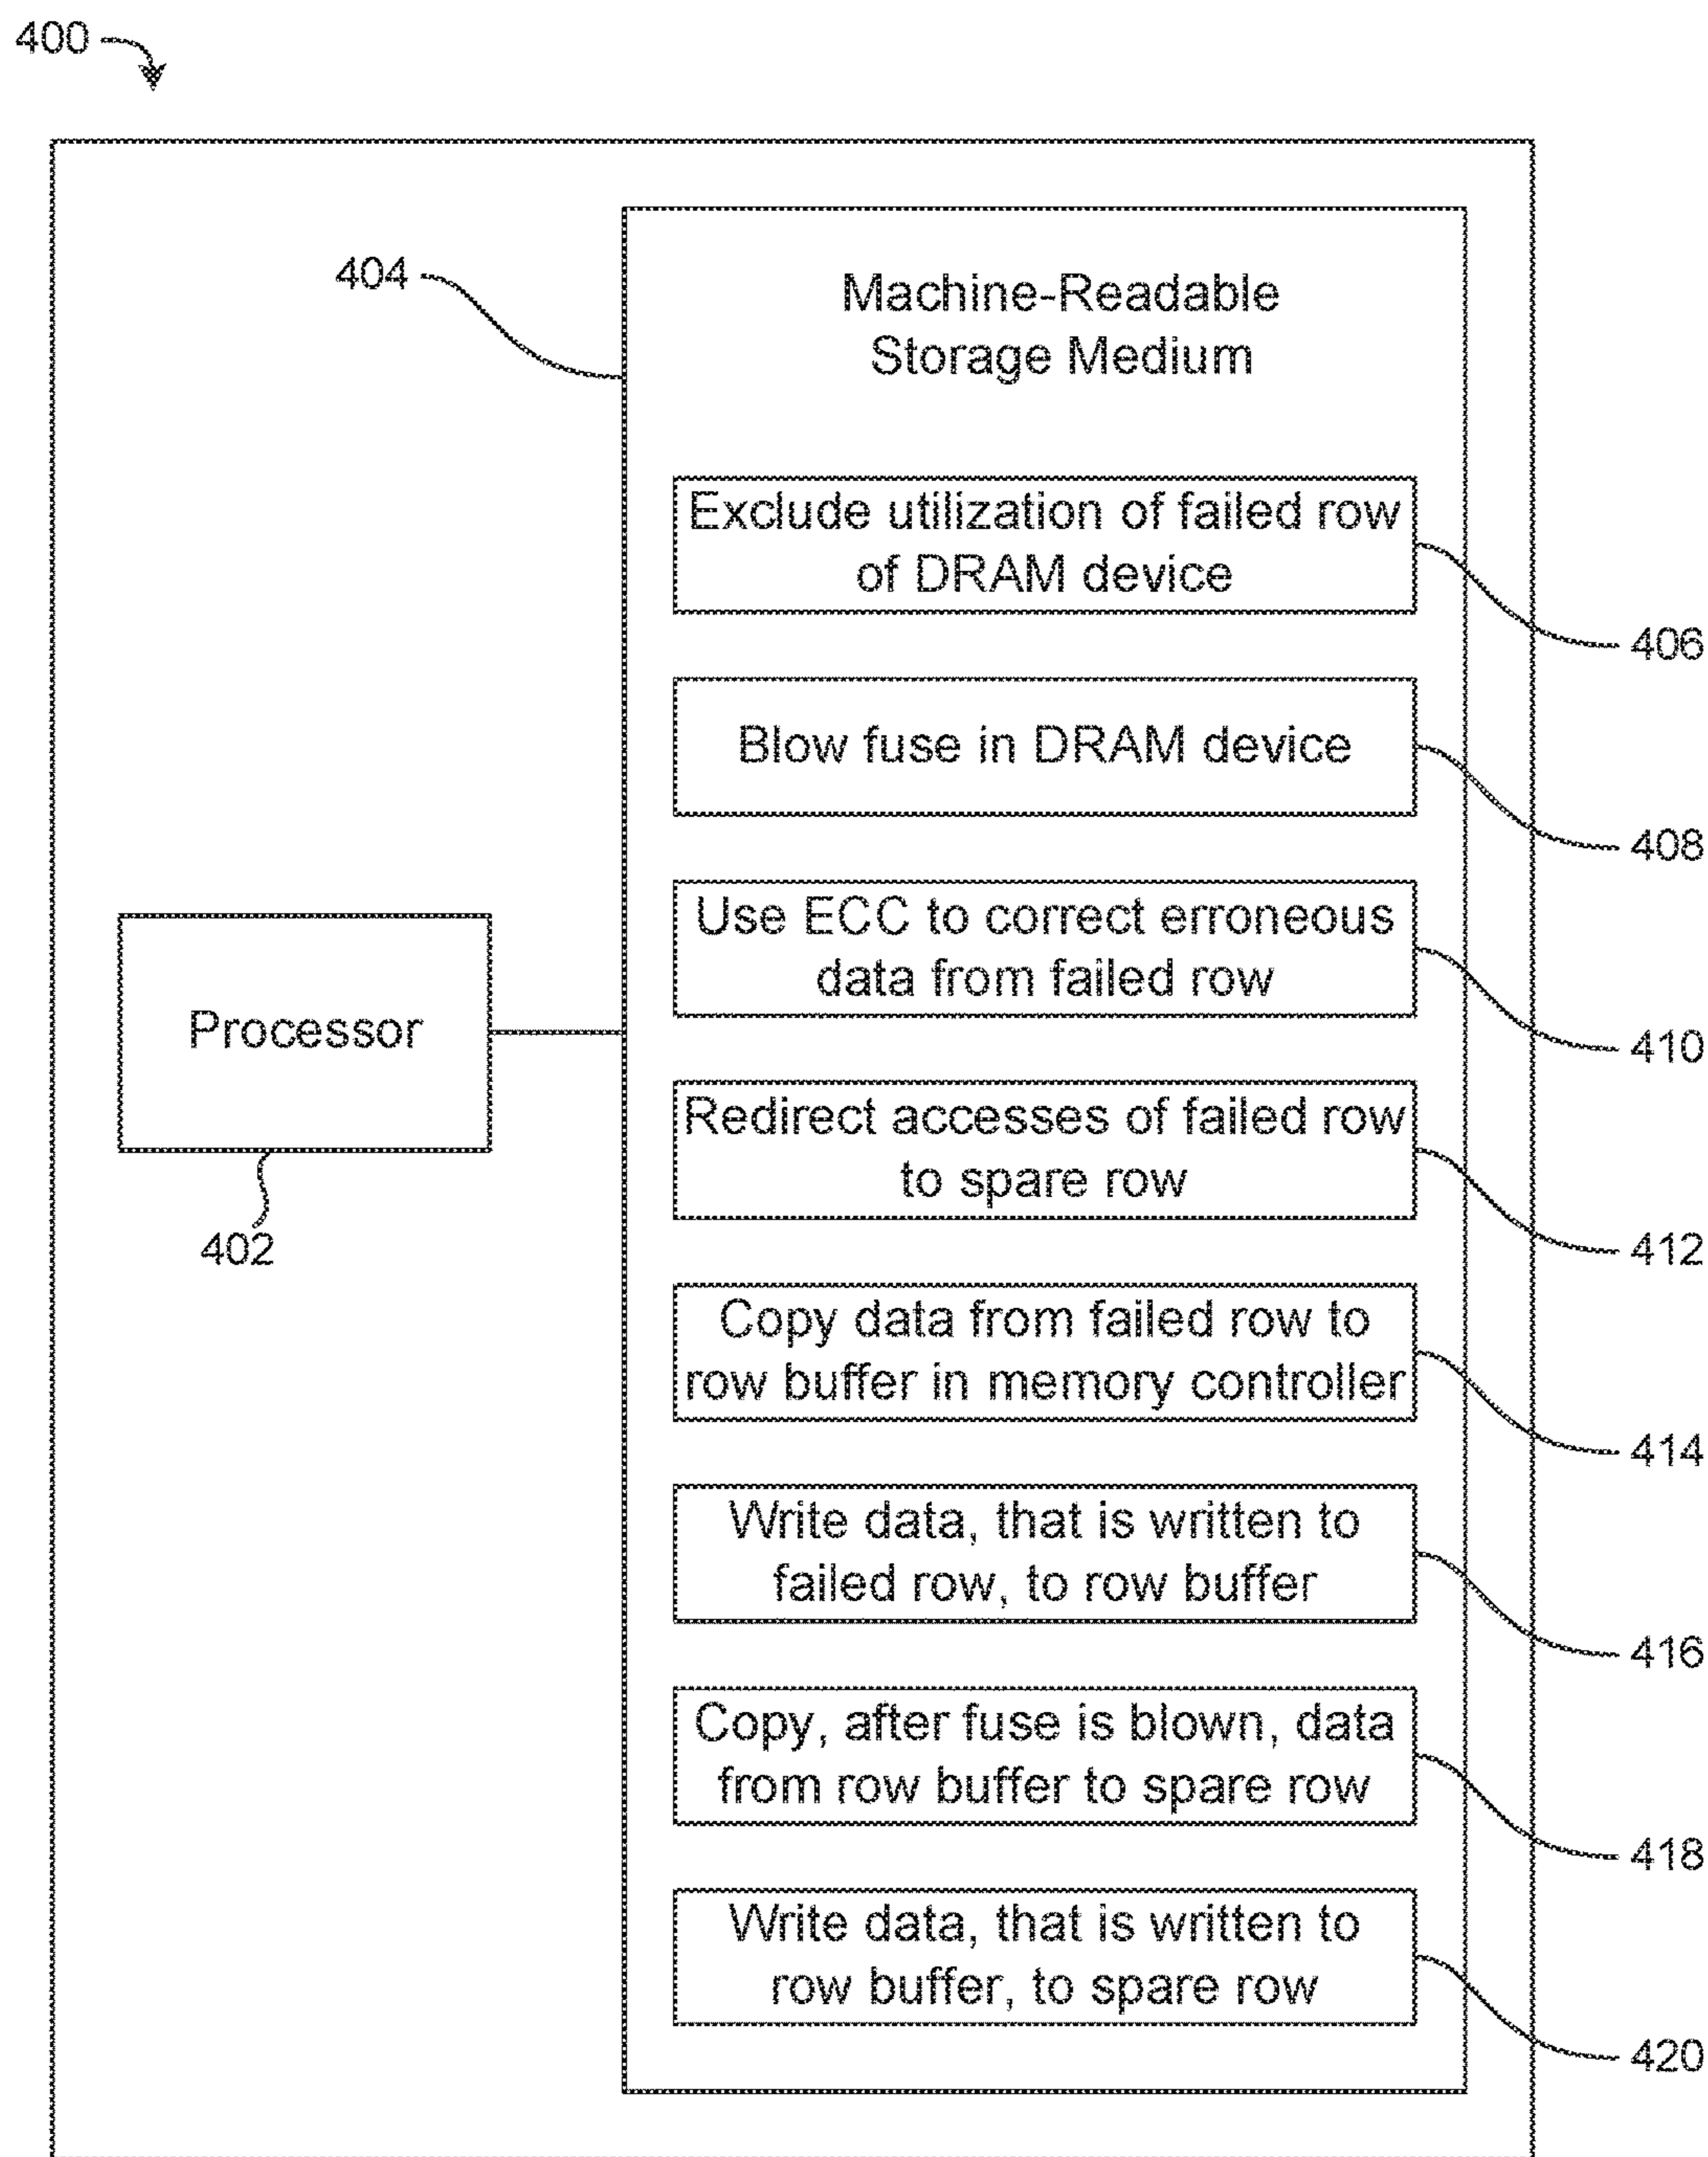 400
404
Machine-Readable
Storage Medium
Exclude utilization of failed row
of DRAM device
406
Blow fuse in DRAM device
408
Use ECC to correct erroneous
data from failed row
410
Processor
402
Redirect accesses of failed row
to spare row
412
Copy data from failed row to
row buffer in memory controller
414
Write data, that is written to
failed row, to row buffer
416
Copy, after fuse is blown, data
from row buffer to spare row
418
Write data, that is written to
row buffer, to spare row
420